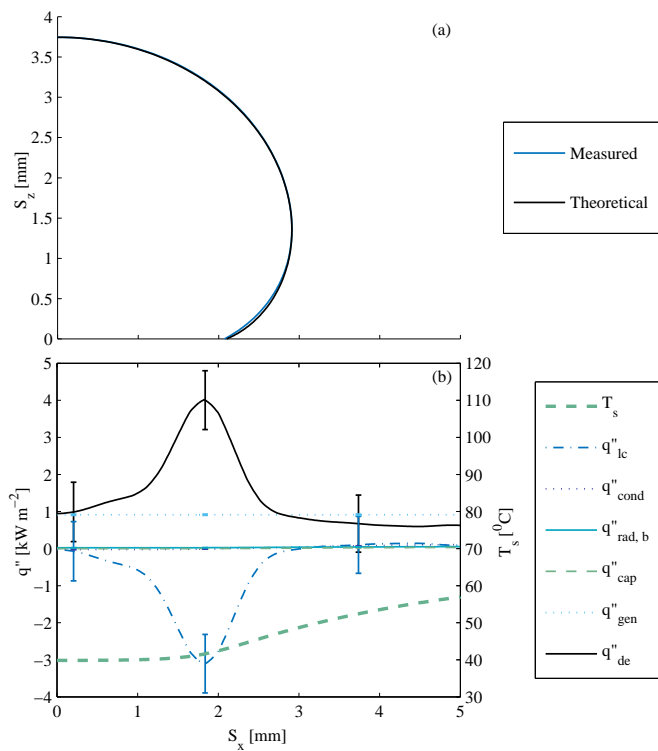 (a)
4
3.5
3
2.5
2
1.5
1
0.5
0
S_z [mm]
Measured
Theoretical
(b)
5
4
3
2
1
0
−1
−2
−3
−4
q" [kW m⁻²]
120
110
100
90
80
70
60
50
40
30
T_s [⁰C]
0 1 2 3 4 5
S_x [mm]
T_s
q"_lc
q"_cond
q"_rad, b
q"_cap
q"_gen
q"_de